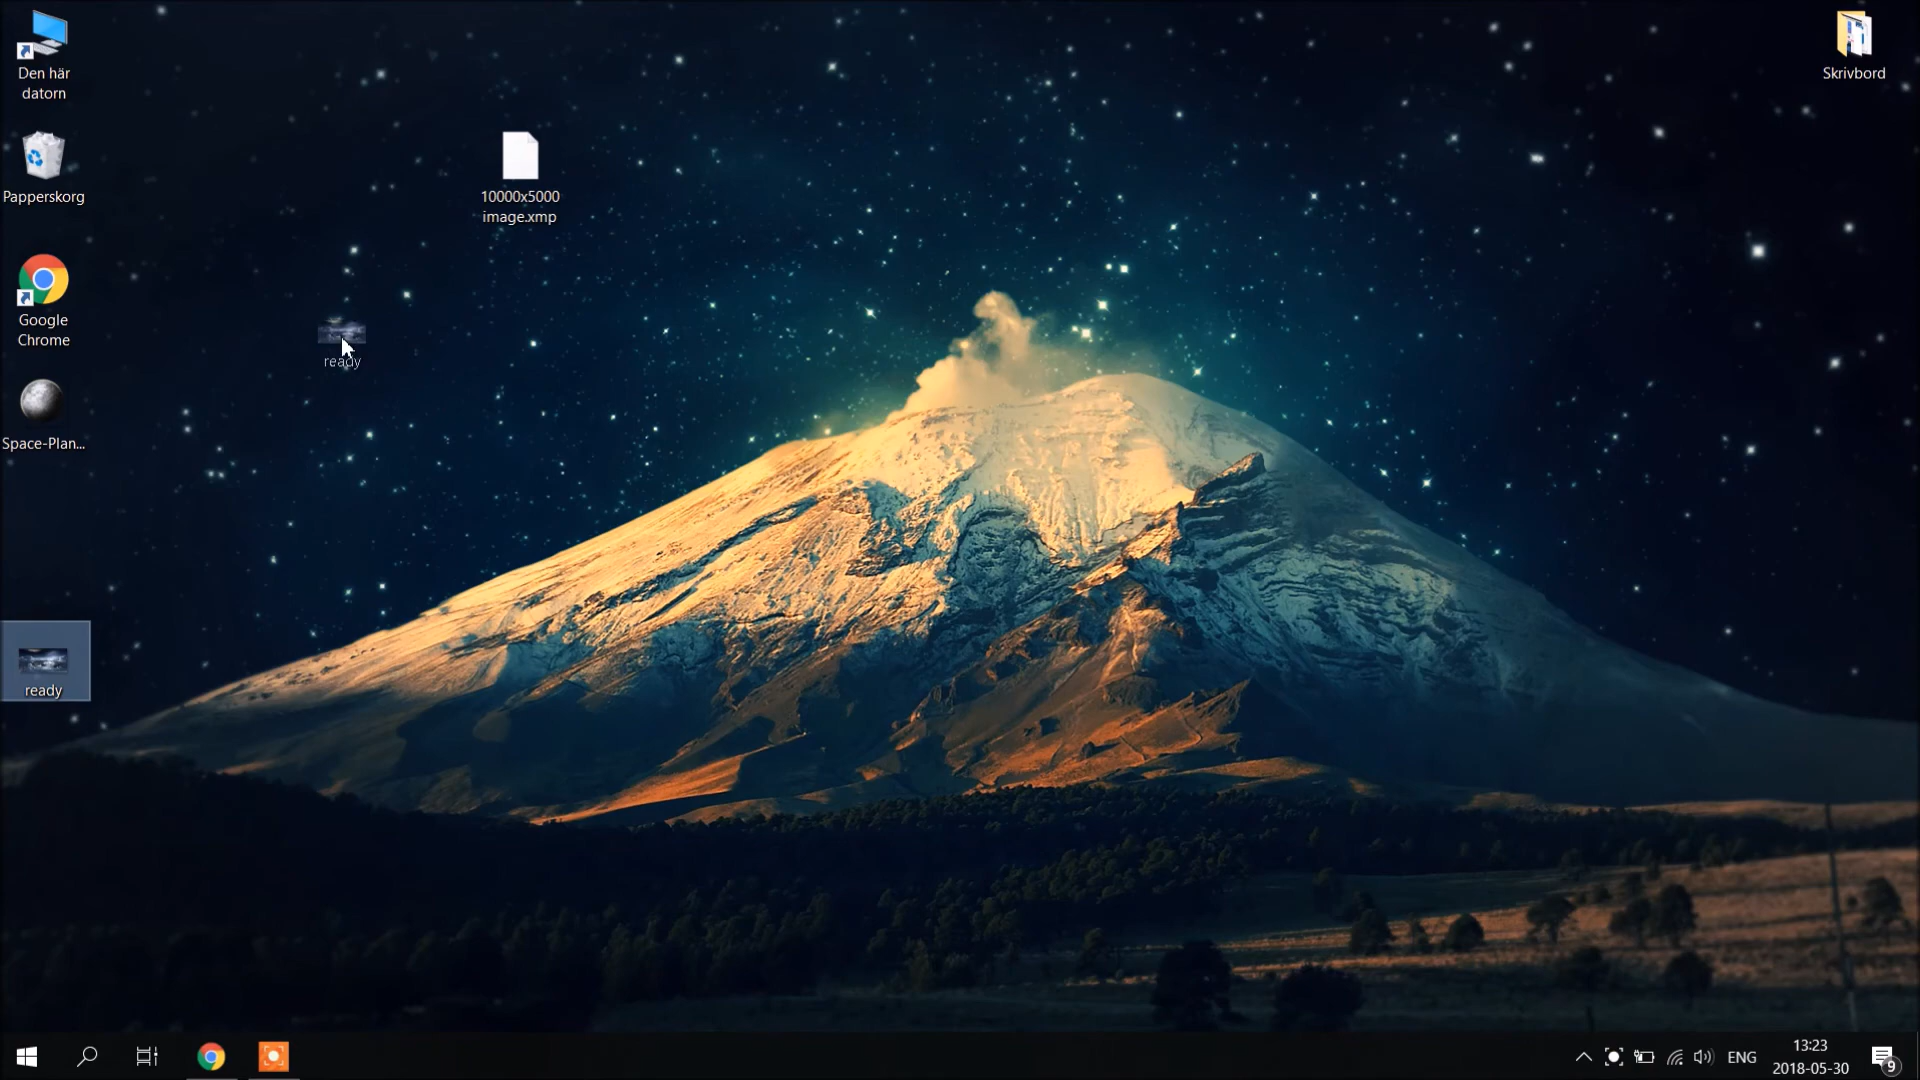 Den här
datorn
Papperskorg
Google
Chrome
Space-Plan...
ready
10000x5000
image.xmp
ready
Skrivbord
ENG
13:23
2018-05-30
9